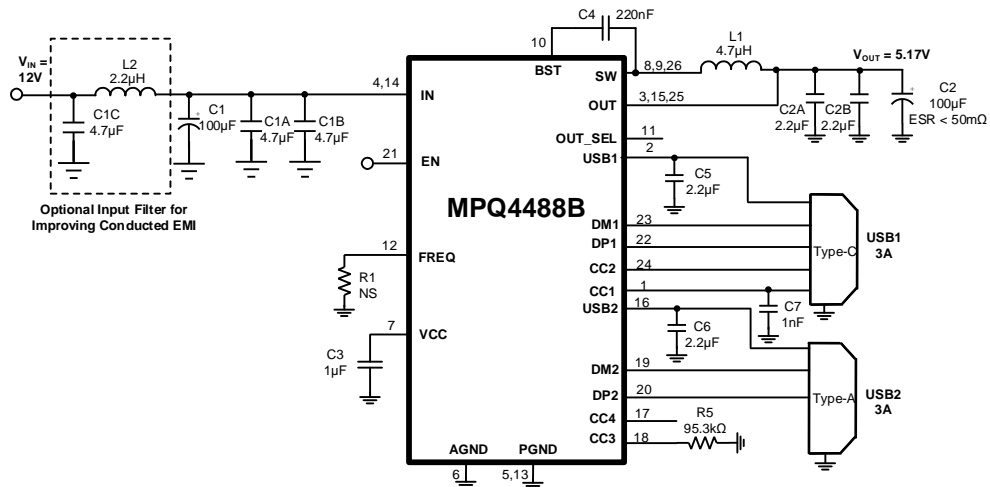 C4 220nF
10
BST
V_IN =
12V
L2
2.2µH
C1C
4.7µF
C1
100µF
C1A
4.7µF
C1B
4.7µF
4,14
IN
21
EN
Optional Input Filter for
Improving Conducted EMI
12
FREQ
R1
NS
7
VCC
C3
1µF
MPQ4488B
AGND
6
PGND
5,13
SW
8,9,26
L1
4.7µH
V_OUT = 5.17V
OUT
3,15,25
C2A
2.2µF
C2B
2.2µF
C2
100µF
ESR < 50mΩ
OUT_SEL
11
USB1
2
C5
2.2µF
DM1
23
DP1
22
CC2
24
CC1
1
Type-C
USB1
3A
C7
1nF
USB2
16
C6
2.2µF
DM2
19
DP2
20
Type-A
USB2
3A
CC4
17
CC3
18
R5
95.3kΩ